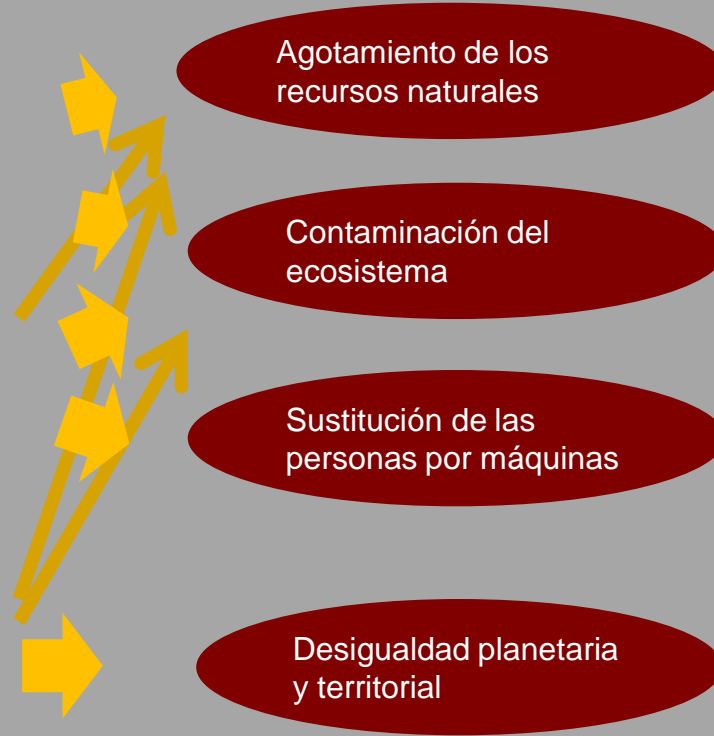 Agotamiento de los
recursos naturales
Contaminación del
ecosistema
Sustitución de las
personas por máquinas
Desigualdad planetaria
y territorial